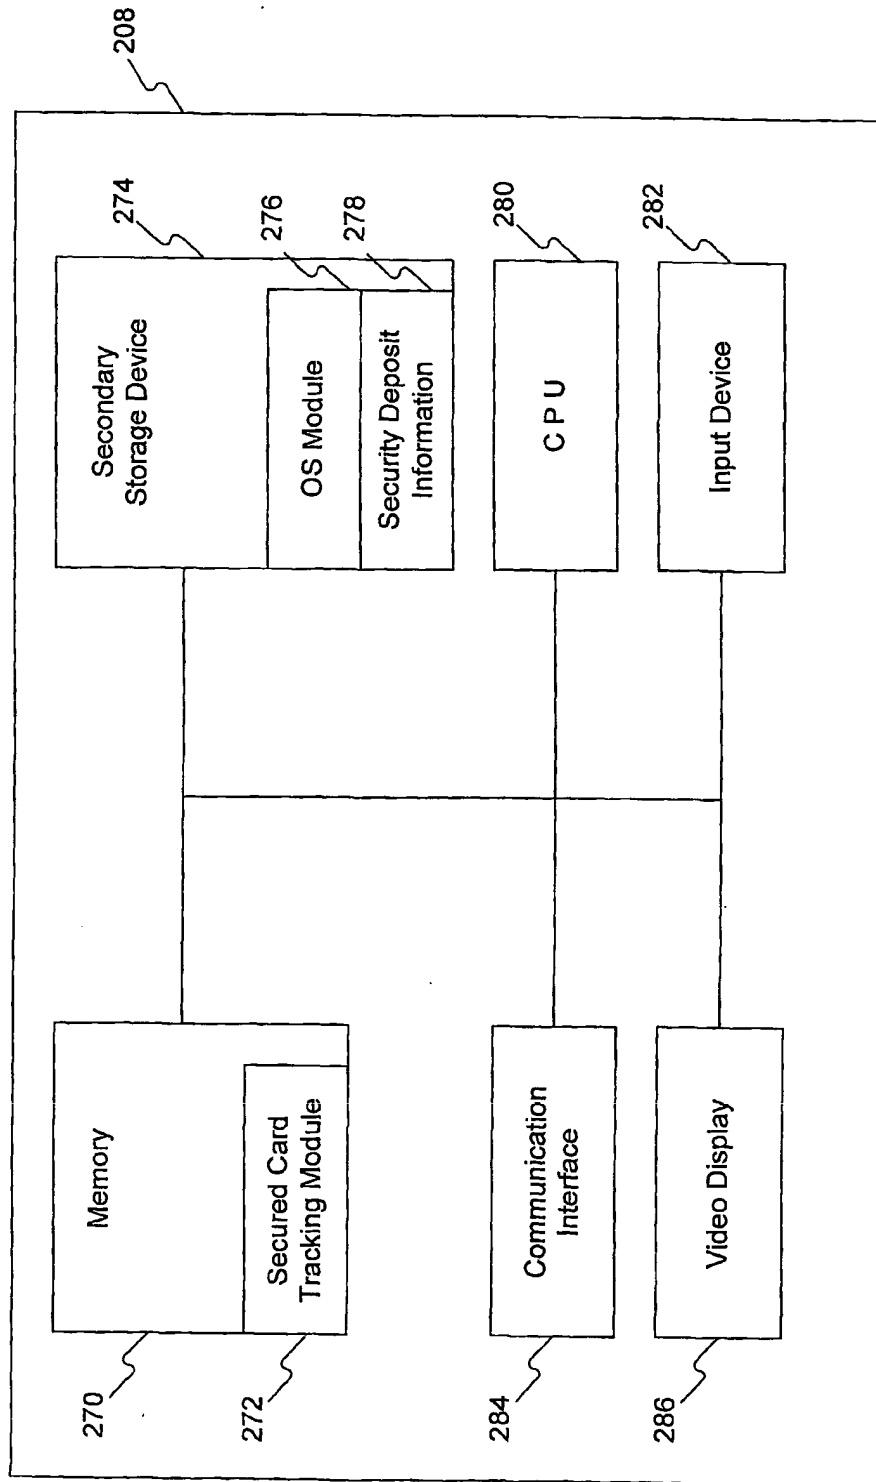 208
270
Memory
272
Secured Card
Tracking Module
274
Secondary
Storage Device
276
OS Module
278
Security Deposit
Information
284
Communication
Interface
280
C P U
286
Video Display
282
Input Device